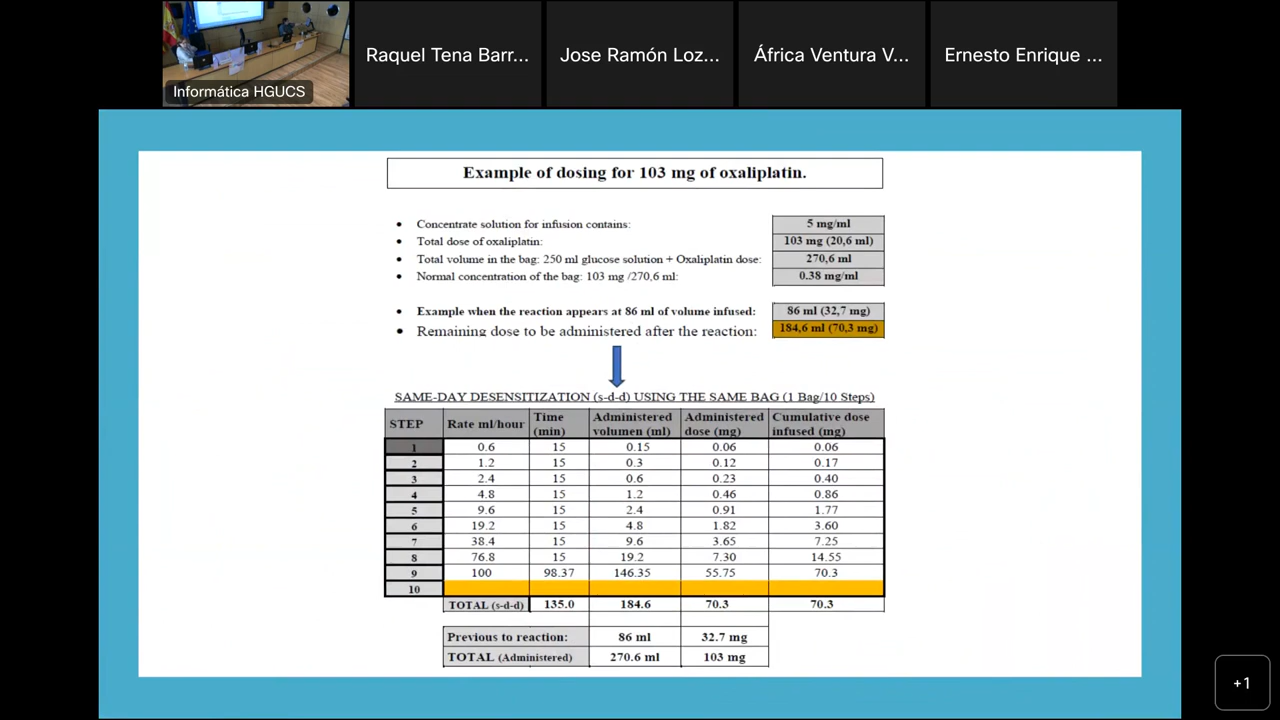 Informática HGUCS
Raquel Tena Barr...
Jose Ramón Loz...
África Ventura V...
Ernesto Enrique ...
Example of dosing for 103 mg of oxaliplatin.
• Concentrate solution for infusion contains: 5 mg/ml
• Total dose of oxaliplatin: 103 mg (20,6 ml)
• Total volume in the bag: 250 ml glucose solution + Oxaliplatin dose: 270,6 ml
• Normal concentration of the bag: 103 mg /270,6 ml: 0.38 mg/ml
• Example when the reaction appears at 86 ml of volume infused: 86 ml (32,7 mg)
• Remaining dose to be administered after the reaction: 184,6 ml (70,3 mg)
SAME-DAY DESENSITIZATION (s-d-d) USING THE SAME BAG (1 Bag/10 Steps)
STEP Rate ml/hour Time (min) Administered volumen (ml) Administered dose (mg) Cumulative dose infused (mg)
1 0.6 15 0.15 0.06 0.06
2 1.2 15 0.3 0.12 0.17
3 2.4 15 0.6 0.23 0.40
4 4.8 15 1.2 0.46 0.86
5 9.6 15 2.4 0.91 1.77
6 19.2 15 4.8 1.82 3.60
7 38.4 15 9.6 3.65 7.25
8 76.8 15 19.2 7.30 14.55
9 100 98.37 146.35 55.75 70.3
10
TOTAL (s-d-d) 135.0 184.6 70.3 70.3
Previous to reaction: 86 ml 32.7 mg
TOTAL (Administered) 270.6 ml 103 mg
+1